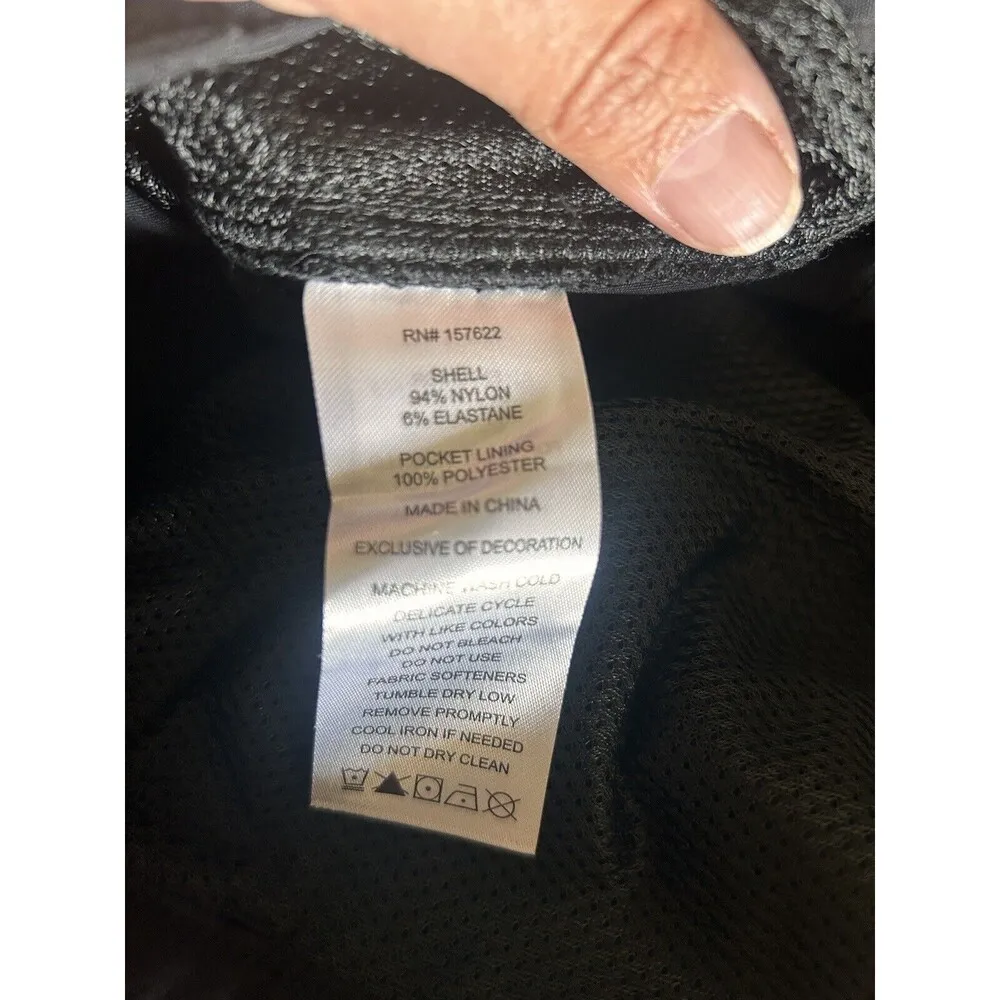 RN# 157622
SHELL
94% NYLON
6% ELASTANE
POCKET LINING
100% POLYESTER
MADE IN CHINA
EXCLUSIVE OF DECORATION
MACHINE WASH COLD
DELICATE CYCLE
WITH LIKE COLORS
DO NOT BLEACH
DO NOT USE
FABRIC SOFTENERS
TUMBLE DRY LOW
REMOVE PROMPTLY
COOL IRON IF NEEDED
DO NOT DRY CLEAN